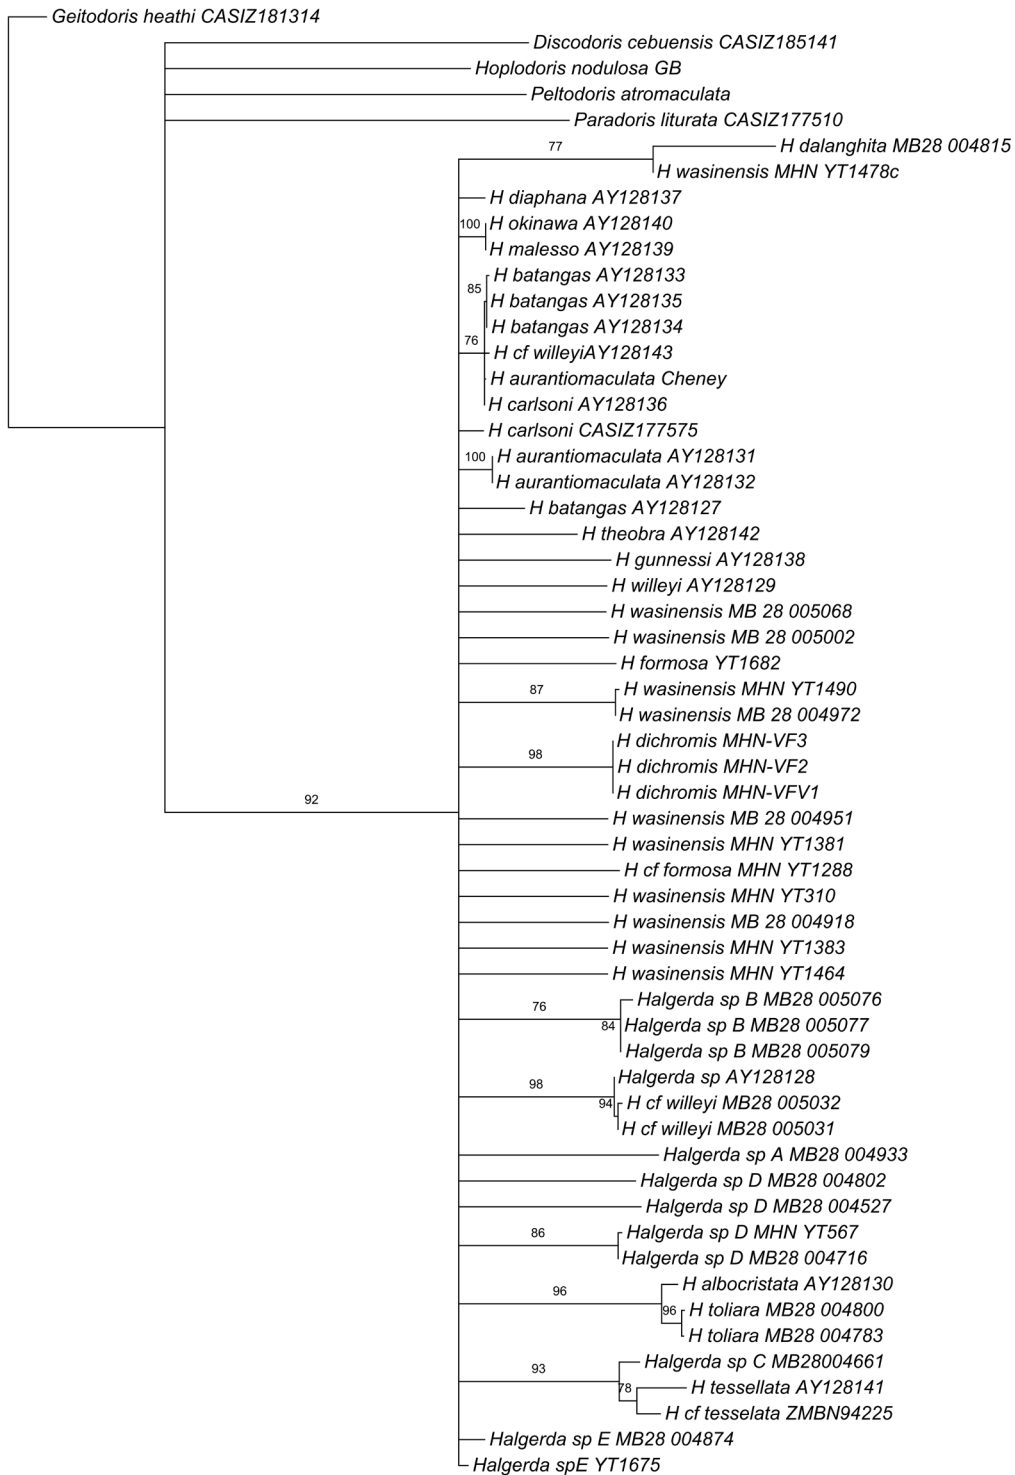 Geitodoris heathi CASIZ181314
Discodoris cebuensis CASIZ185141
Hoplodoris nodulosa GB
Peltodoris atromaculata
Paradoris liturata CASIZ177510
77
H dalanghita MB28 004815
H wasinensis MHN YT1478c
H diaphana AY128137
100
H okinawa AY128140
H malesso AY128139
H batangas AY128133
85
H batangas AY128135
H batangas AY128134
76
H cf willeyiAY128143
H aurantiomaculata Cheney
H carlsoni AY128136
H carlsoni CASIZ177575
100
H aurantiomaculata AY128131
H aurantiomaculata AY128132
H batangas AY128127
H theobra AY128142
H gunnessi AY128138
H willeyi AY128129
H wasinensis MB 28 005068
H wasinensis MB 28 005002
H formosa YT1682
87
H wasinensis MHN YT1490
H wasinensis MB 28 004972
H dichromis MHN-VF3
98
H dichromis MHN-VF2
H dichromis MHN-VFV1
92
H wasinensis MB 28 004951
H wasinensis MHN YT1381
H cf formosa MHN YT1288
H wasinensis MHN YT310
H wasinensis MB 28 004918
H wasinensis MHN YT1383
H wasinensis MHN YT1464
76
Halgerda sp B MB28 005076
84
Halgerda sp B MB28 005077
Halgerda sp B MB28 005079
98
Halgerda sp AY128128
94
H cf willeyi MB28 005032
H cf willeyi MB28 005031
Halgerda sp A MB28 004933
Halgerda sp D MB28 004802
Halgerda sp D MB28 004527
86
Halgerda sp D MHN YT567
Halgerda sp D MB28 004716
96
H albocristata AY128130
96
H toliara MB28 004800
H toliara MB28 004783
93
Halgerda sp C MB28004661
78
H tessellata AY128141
H cf tesselata ZMBN94225
Halgerda sp E MB28 004874
Halgerda spE YT1675